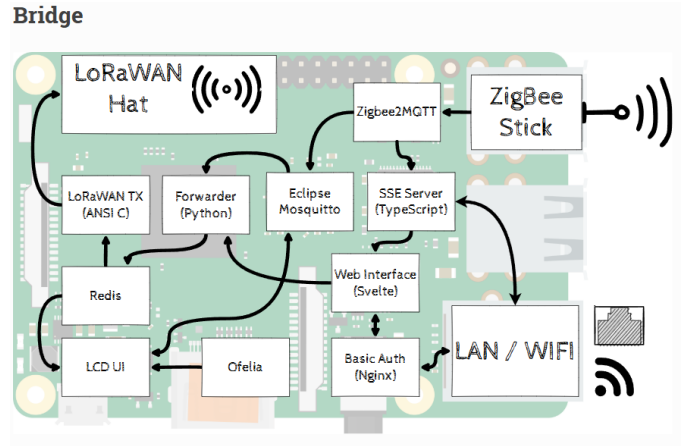 Bridge
LoRaWAN
Hat
Zigbee2MQTT
ZigBee
Stick
LoRaWAN TX
(ANSI C)
Forwarder
(Python)
Eclipse
Mosquitto
SSE Server
(TypeScript)
Redis
Web Interface
(Svelte)
LCD UI
Ofelia
Basic Auth
(Nginx)
LAN / WIFI